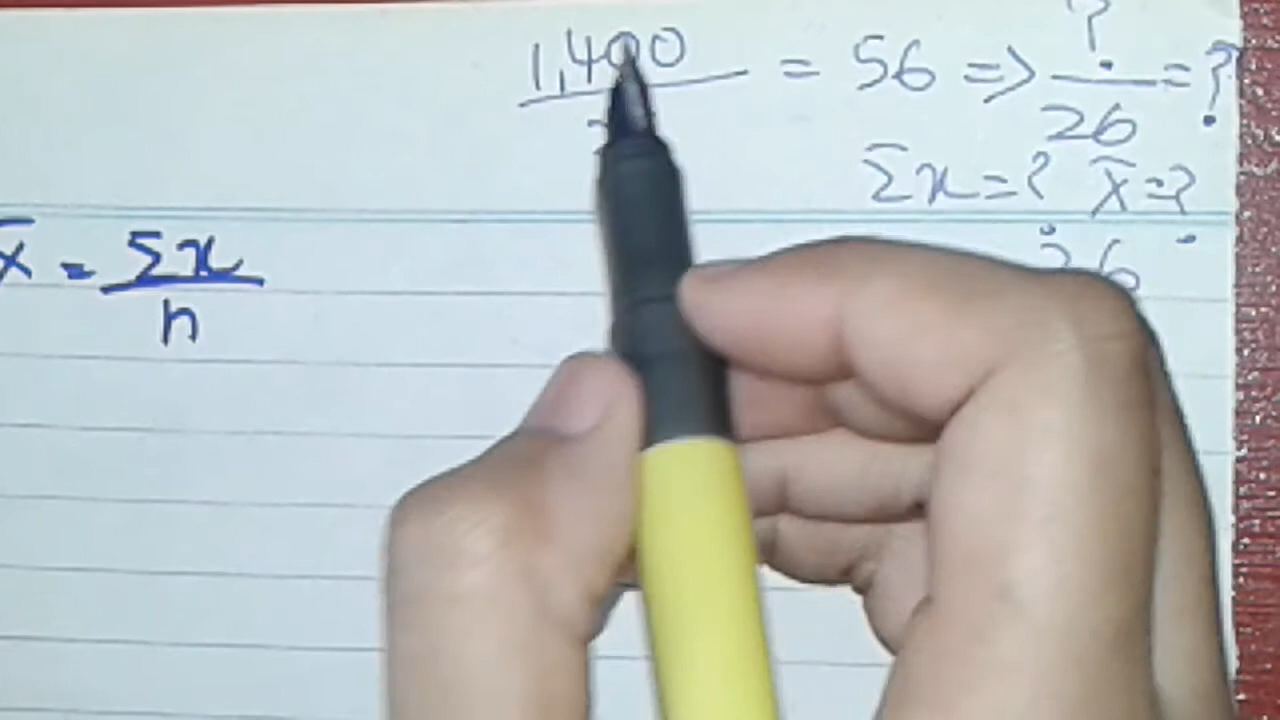 1,400 = 56 => ?
26 = ?
Σx=? x̄=?
x̄ = Σx
n